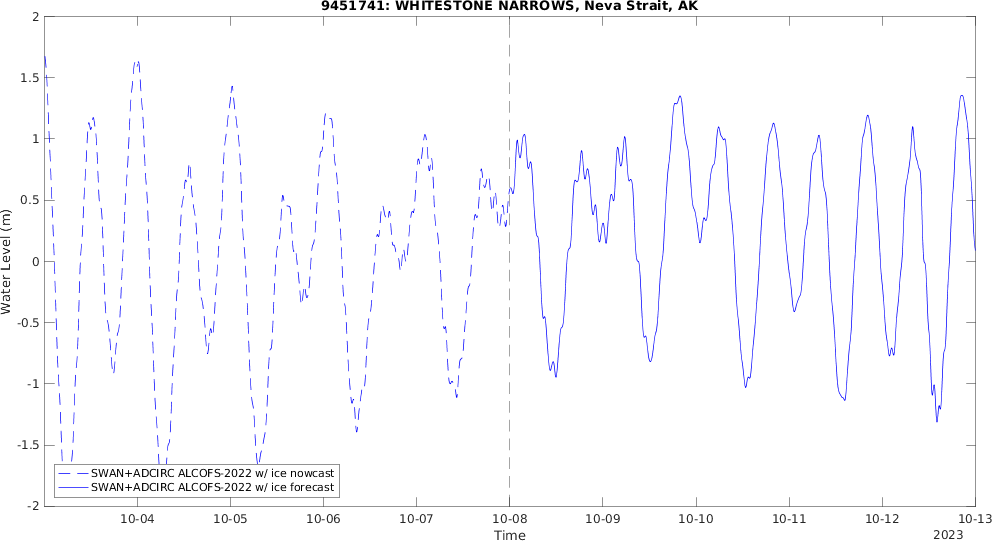 9451741: WHITESTONE NARROWS, Neva Strait, AK
2
1.5
1
0.5
0
-0.5
-1
-1.5
-2
Water Level (m)
SWAN+ADCIRC ALCOFS-2022 w/ ice nowcast
SWAN+ADCIRC ALCOFS-2022 w/ ice forecast
10-04 10-05 10-06 10-07 10-08 10-09 10-10 10-11 10-12 10-13
Time
2023